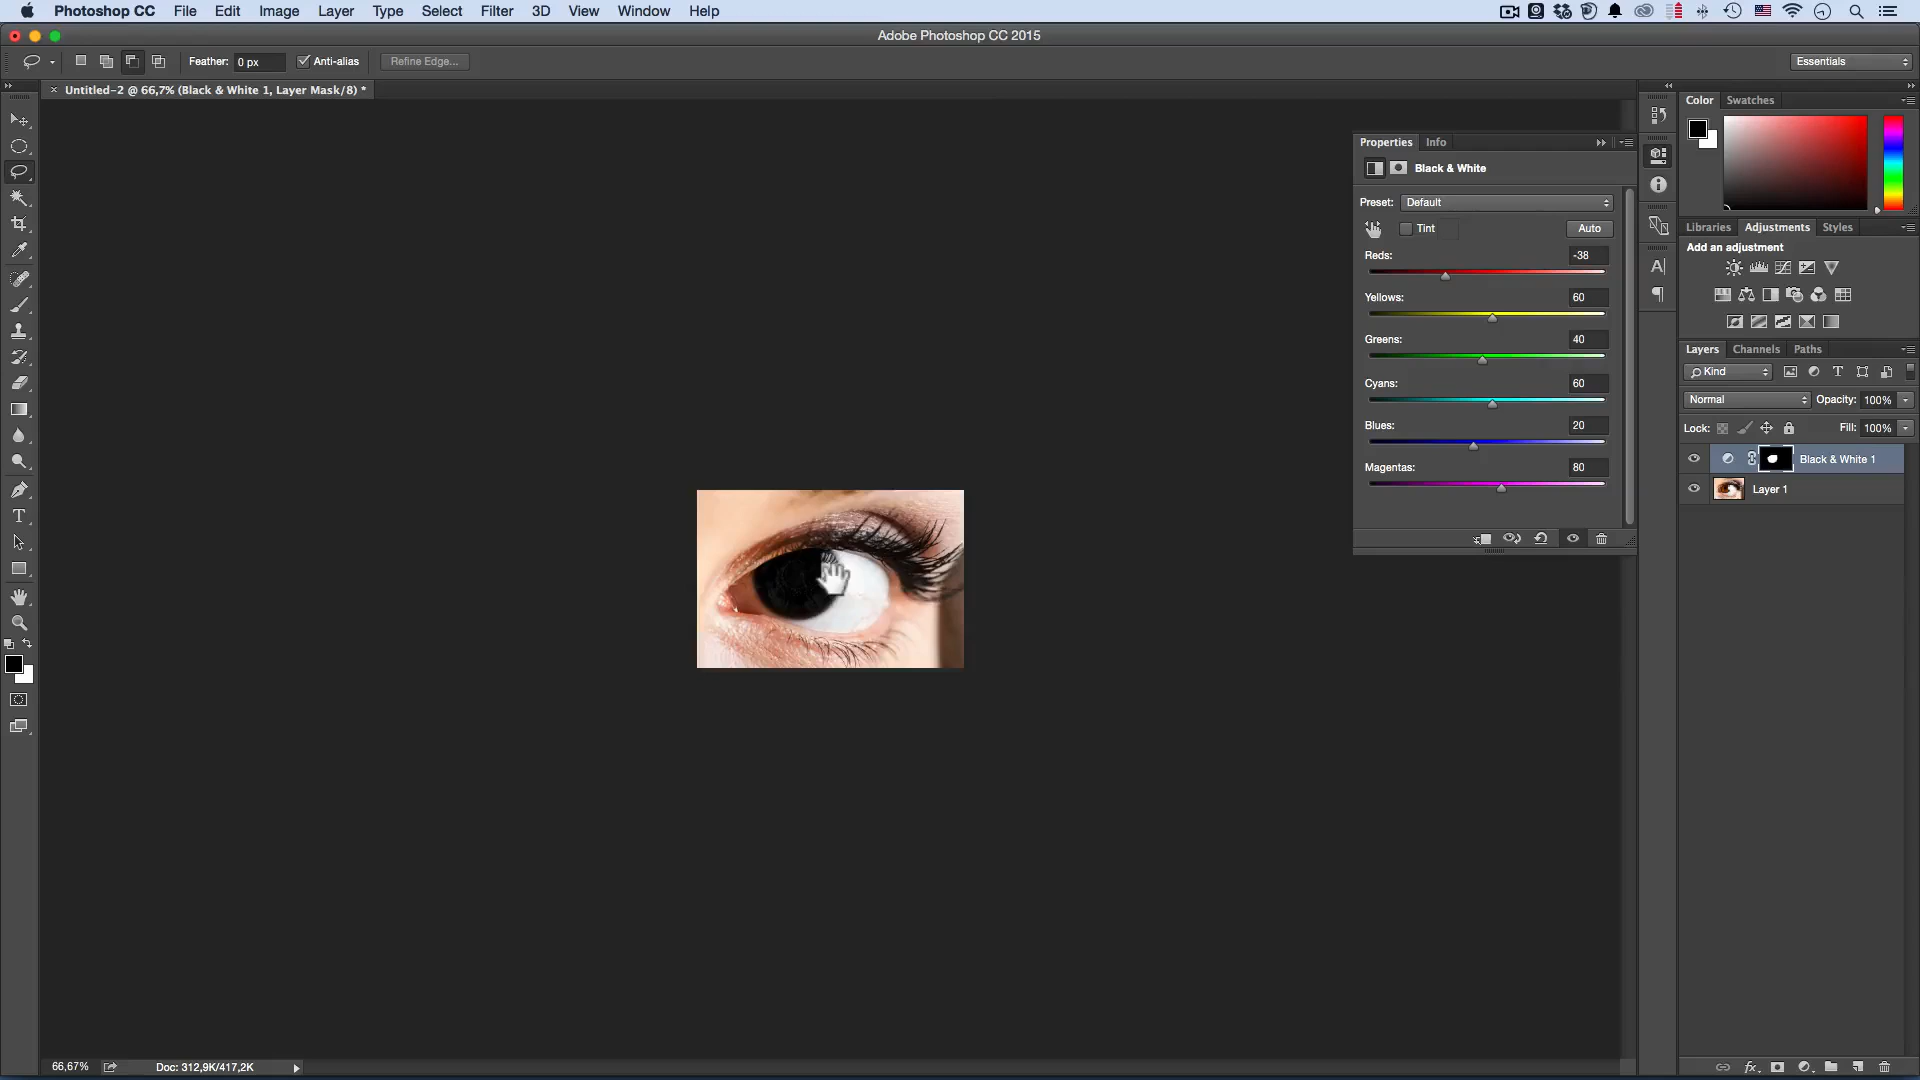 Photoshop CC File Edit Image Layer Type Select Filter 3D View Window Help
Adobe Photoshop CC 2015
Feather: 0 px Anti-alias Refine Edge... Essentials
Untitled-2 @ 66,7% (Black & White 1, Layer Mask/8) *
Color Swatches
Properties Info
Black & White
Preset: Default
Tint Auto
Reds: -38
Yellows: 60
Greens: 40
Cyans: 60
Blues: 20
Magentas: 80
Libraries Adjustments Styles
Add an adjustment
Layers Channels Paths
Kind
Normal Opacity: 100%
Lock: Fill: 100%
Black & White 1
Layer 1
66,67% Doc: 312,9K/417,2K